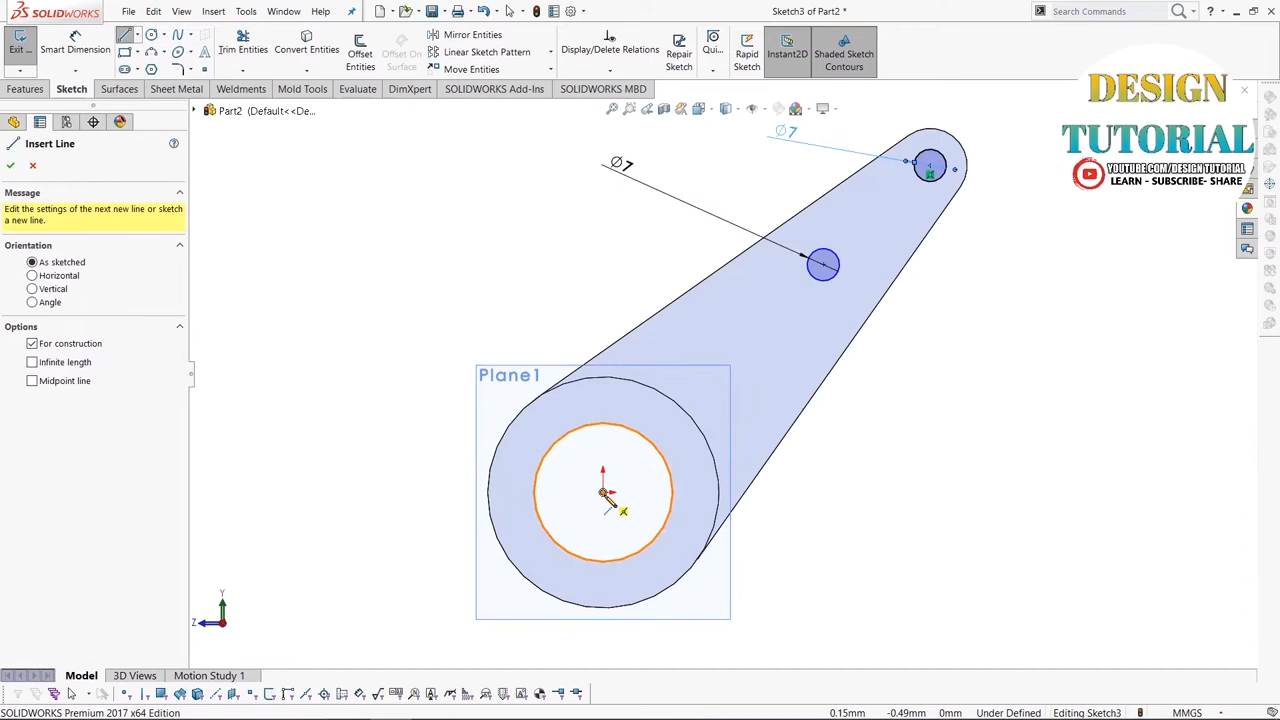 SOLIDWORKS
File Edit View Insert Tools Window Help
Sketch3 of Part2 *
Search Commands
Exit ...
Smart Dimension
Trim Entities
Convert Entities
Offset Entities
Offset On Surface
Mirror Entities
Linear Sketch Pattern
Move Entities
Display/Delete Relations
Repair Sketch
Qui...
Rapid Sketch
Instant2D
Shaded Sketch Contours
Features Sketch Surfaces Sheet Metal Weldments Mold Tools Evaluate DimXpert SOLIDWORKS Add-Ins SOLIDWORKS MBD
DESIGN
TUTORIAL
YOUTUBE.COM/DESIGN TUTORIAL
LEARN - SUBSCRIBE- SHARE
Part2 (Default<<De...
Insert Line
Message
Edit the settings of the next new line or sketch
a new line.
Orientation
As sketched
Horizontal
Vertical
Angle
Options
For construction
Infinite length
Midpoint line
Ø7
Ø7
Plane1
Y
Z
Model 3D Views Motion Study 1
SOLIDWORKS Premium 2017 x64 Edition
0.15mm -0.49mm 0mm Under Defined Editing Sketch3 MMGS